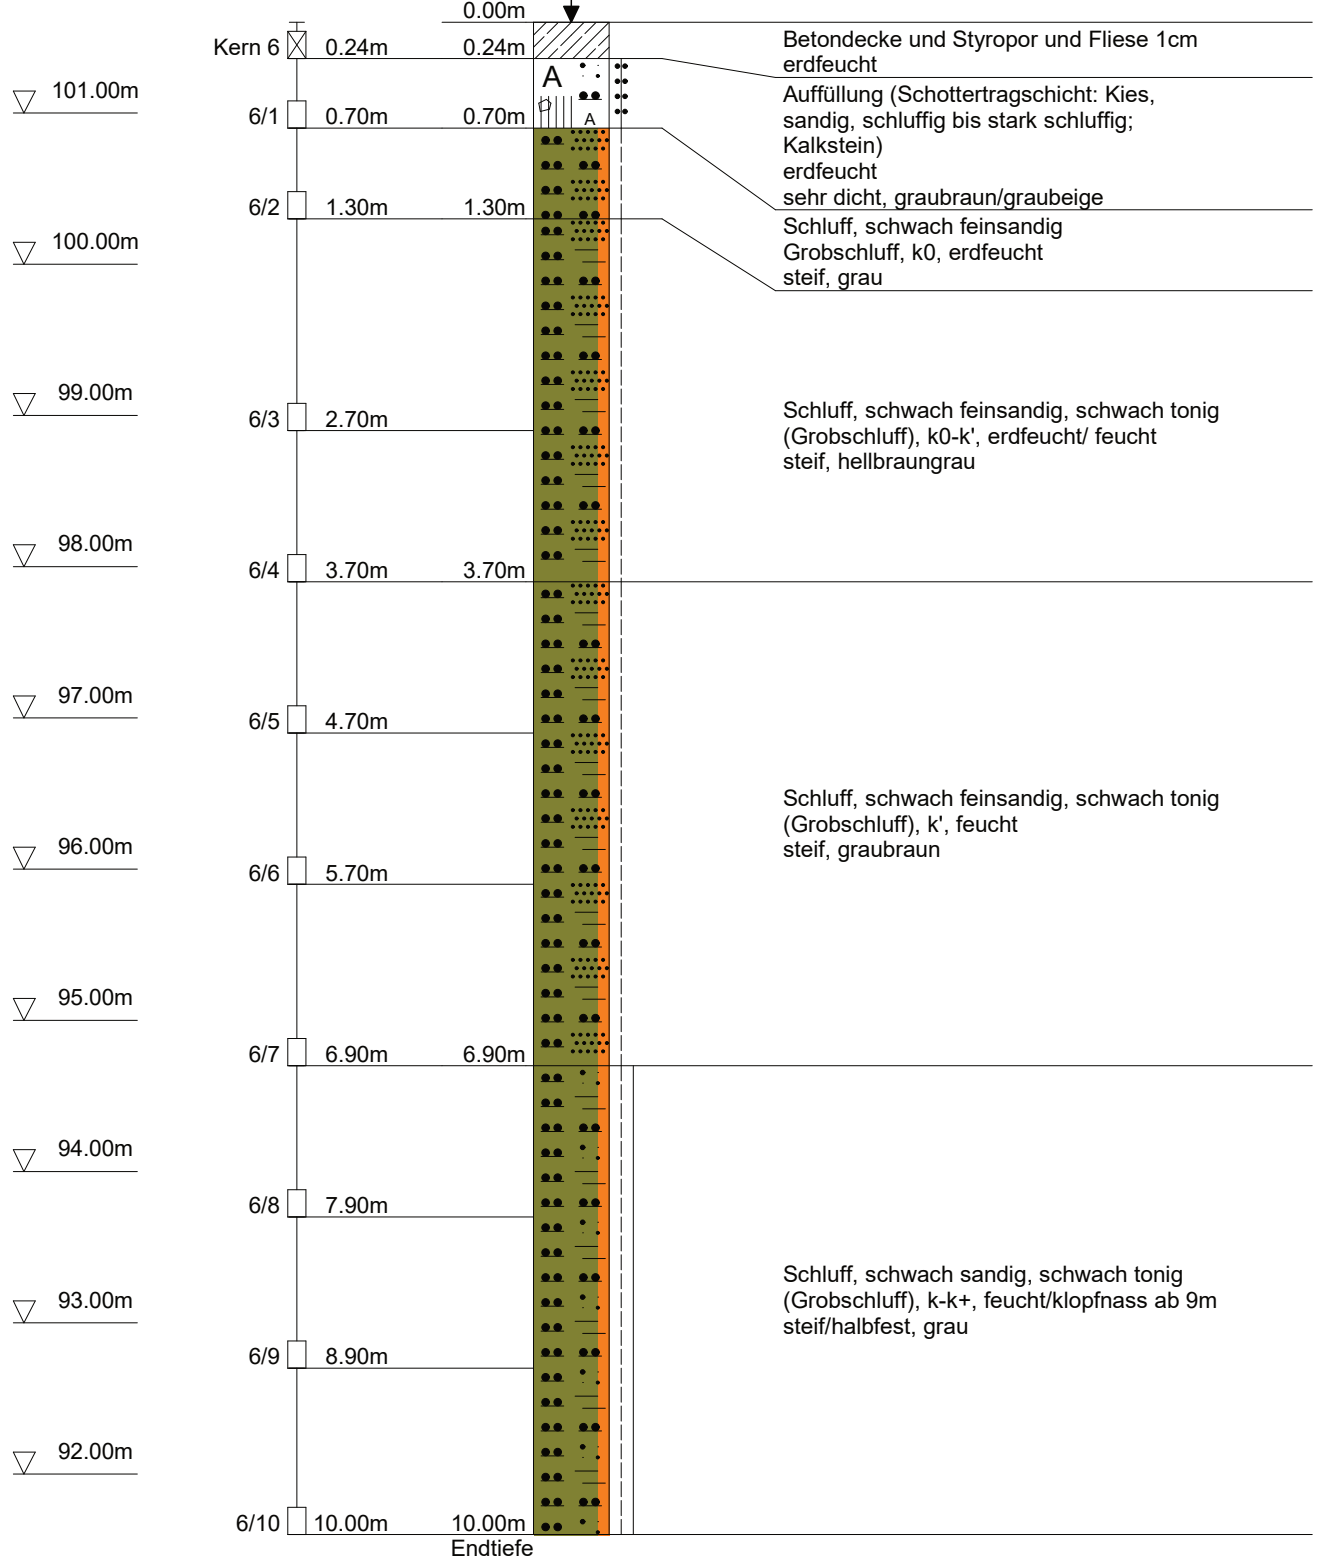 0.00m
Kern 6 0.24m 0.24m
Betondecke und Styropor und Fliese 1cm
erdfeucht
A
101.00m
6/1 0.70m 0.70m
A
Auffüllung (Schottertragschicht: Kies,
sandig, schluffig bis stark schluffig;
Kalkstein)
erdfeucht
sehr dicht, graubraun/graubeige
6/2 1.30m 1.30m
Schluff, schwach feinsandig
Grobschluff, k0, erdfeucht
steif, grau
100.00m
99.00m
6/3 2.70m
Schluff, schwach feinsandig, schwach tonig
(Grobschluff), k0-k', erdfeucht/ feucht
steif, hellbraungrau
98.00m
6/4 3.70m 3.70m
97.00m
6/5 4.70m
Schluff, schwach feinsandig, schwach tonig
(Grobschluff), k', feucht
steif, graubraun
96.00m
6/6 5.70m
95.00m
6/7 6.90m 6.90m
94.00m
6/8 7.90m
Schluff, schwach sandig, schwach tonig
(Grobschluff), k-k+, feucht/klopfnass ab 9m
steif/halbfest, grau
93.00m
6/9 8.90m
92.00m
6/10 10.00m 10.00m
Endtiefe